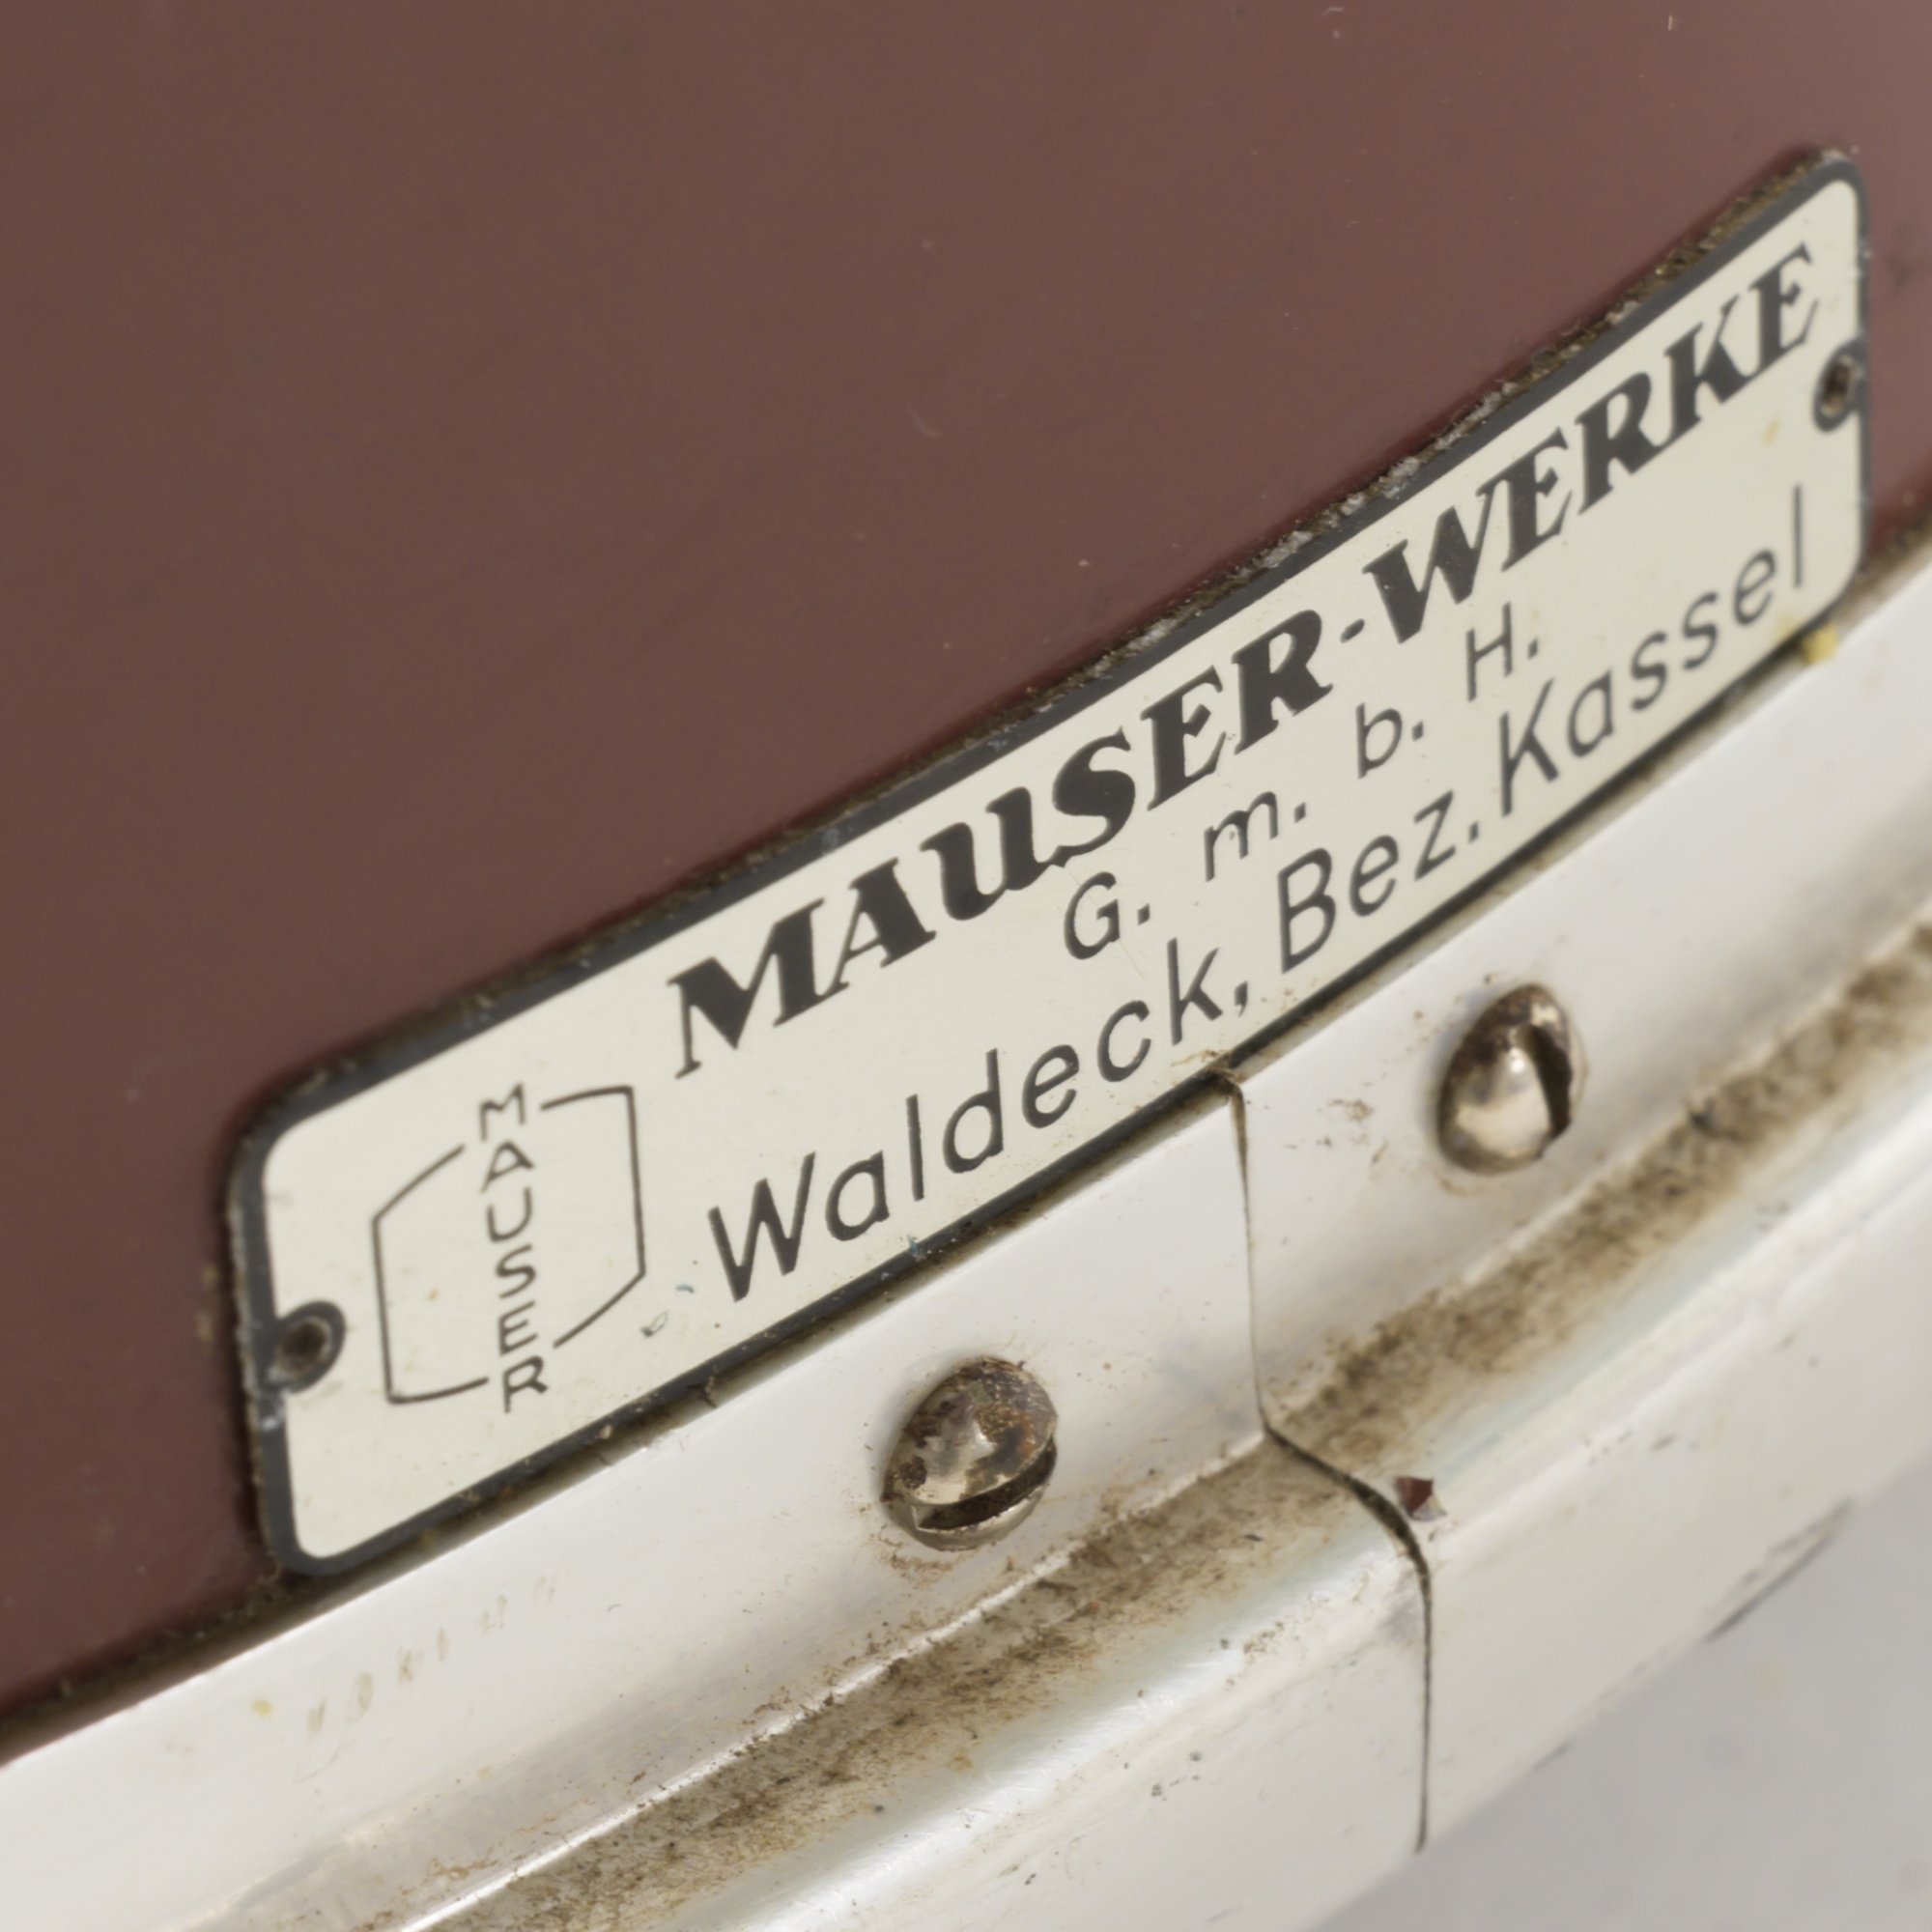 MAUSER
MAUSER-WERKE
G. m. b. H.
Waldeck, Bez. Kassel